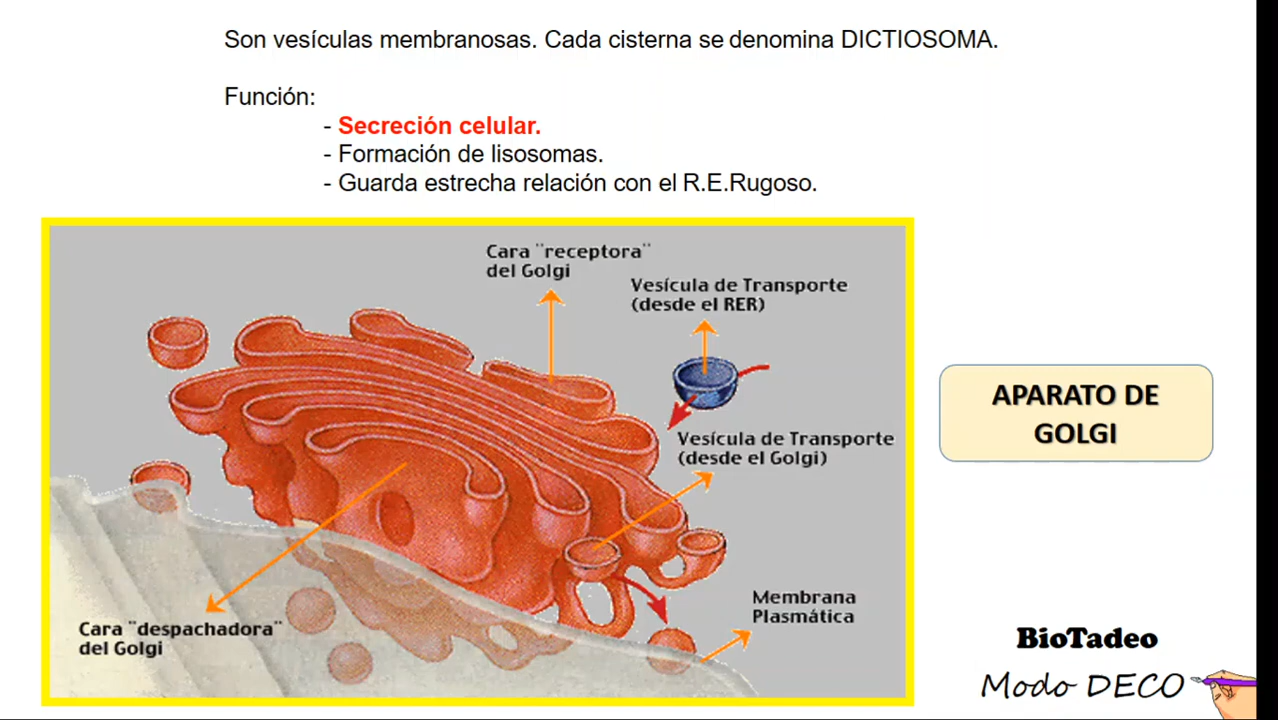 Son vesículas membranosas. Cada cisterna se denomina DICTIOSOMA.
Función:
- Secreción celular.
- Formación de lisosomas.
- Guarda estrecha relación con el R.E.Rugoso.
Cara ¨receptora¨
del Golgi
Vesícula de Transporte
(desde el RER)
Vesícula de Transporte
(desde el Golgi)
APARATO DE
GOLGI
Membrana
Plasmática
Cara ¨despachadora¨
del Golgi
BioTadeo
Modo DECO